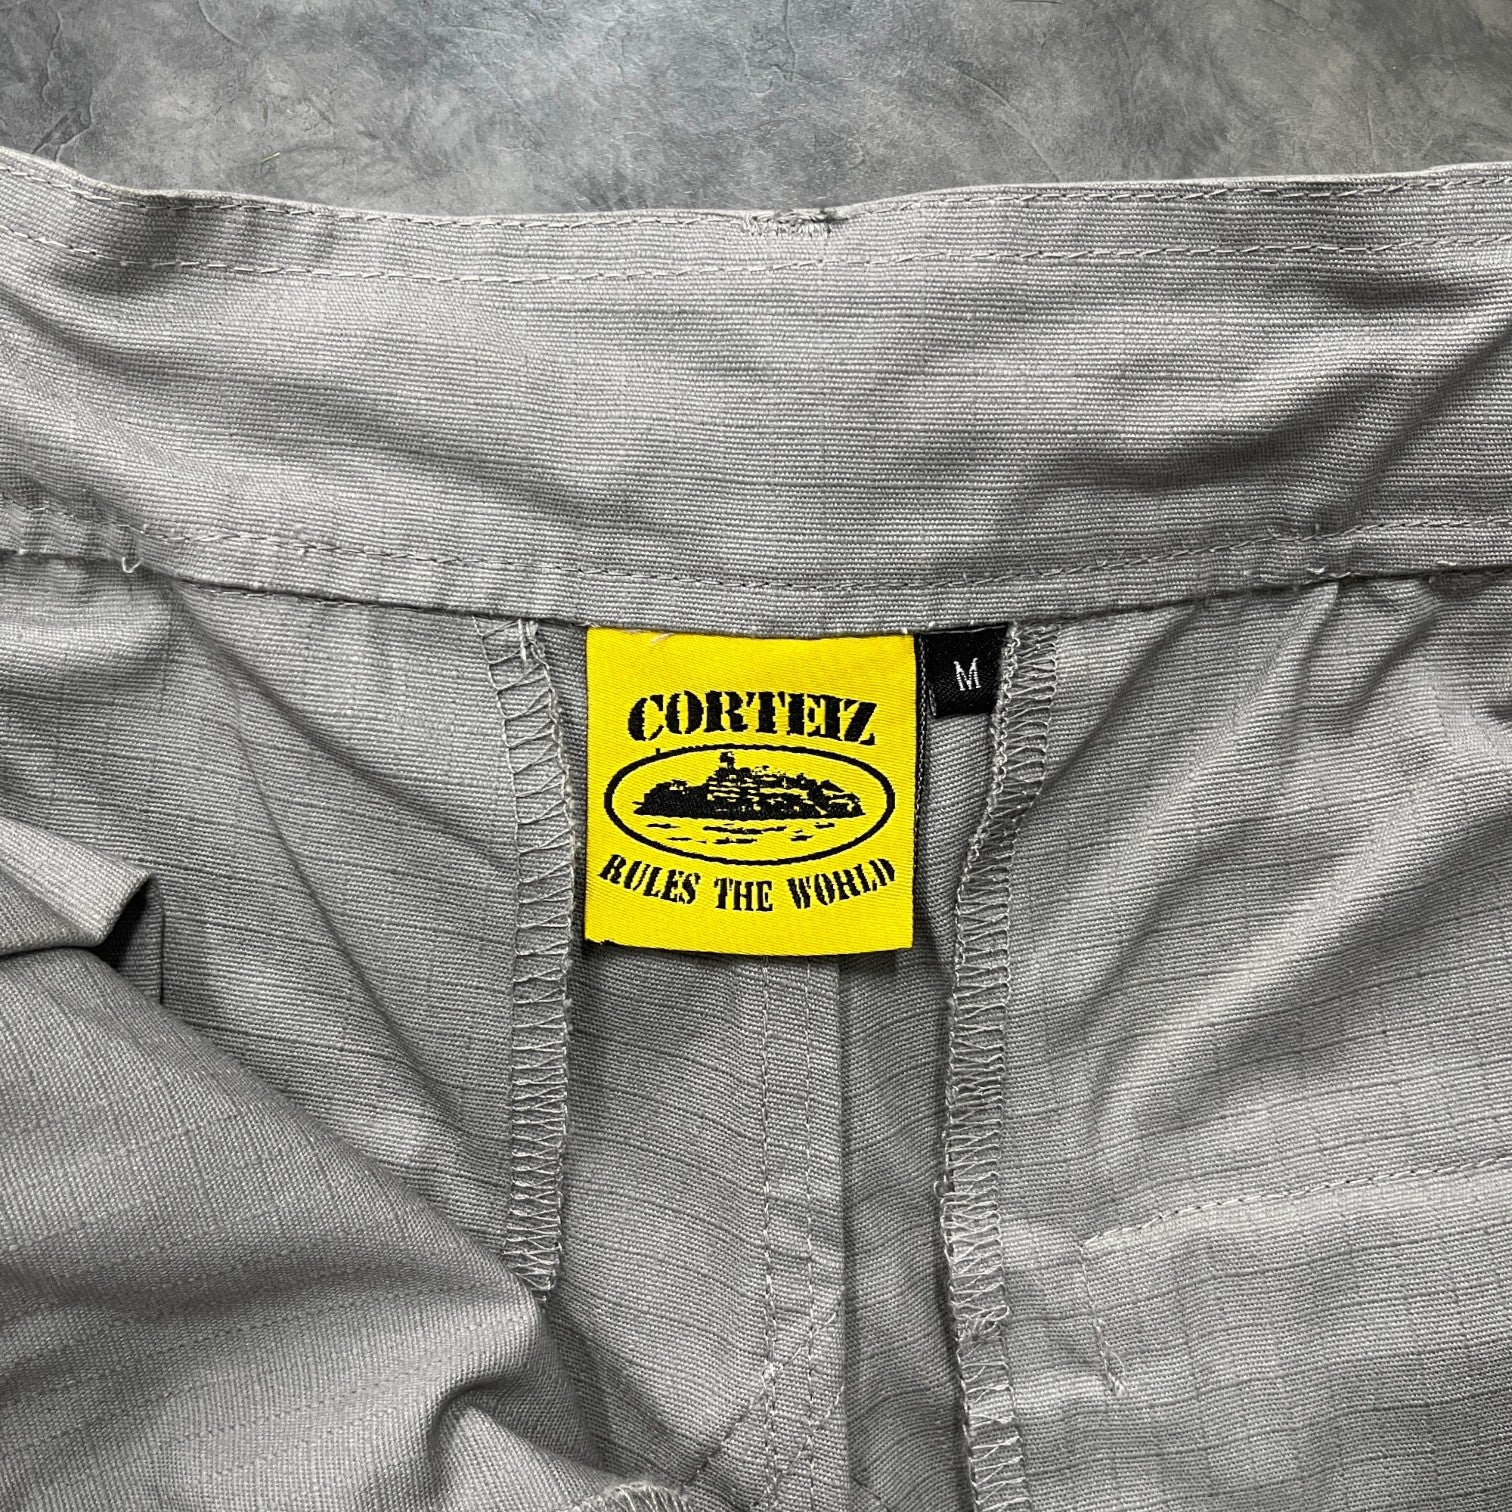 CORTEIZ
RULES THE WORLD
M